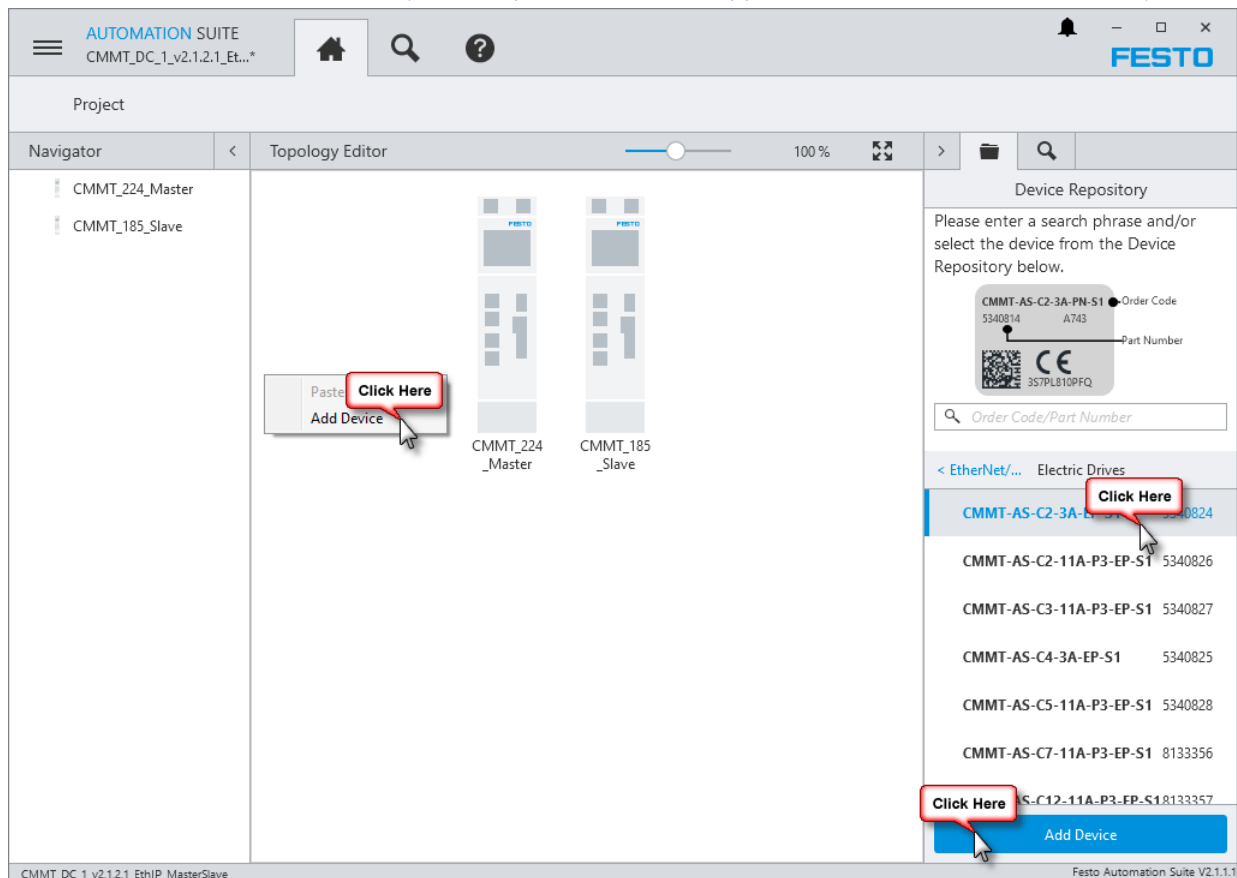 AUTOMATION SUITE
CMMT_DC_1_v2.1.2.1_Et...*
FESTO
Project
Navigator
<
Topology Editor
100 %
>
CMMT_224_Master
CMMT_185_Slave
FESTO
FESTO
Paste
Click Here
Add Device
CMMT_224
_Master
CMMT_185
_Slave
Device Repository
Please enter a search phrase and/or
select the device from the Device
Repository below.
CMMT-AS-C2-3A-PN-S1
Order Code
5340814 A743
Part Number
CE
3S7PL810PFQ
Order Code/Part Number
< EtherNet/... Electric Drives
Click Here
CMMT-AS-C2-3A-
CMMT-AS-C2-11A-P3-EP-S1 5340826
CMMT-AS-C3-11A-P3-EP-S1 5340827
CMMT-AS-C4-3A-EP-S1 5340825
CMMT-AS-C5-11A-P3-EP-S1 5340828
CMMT-AS-C7-11A-P3-EP-S1 8133356
Click Here
AS-C12-11A-P3-EP-S1 8133357
Add Device
CMMT_DC_1_v2.1.2.1_EthIP_MasterSlave
Festo Automation Suite V2.1.1.1